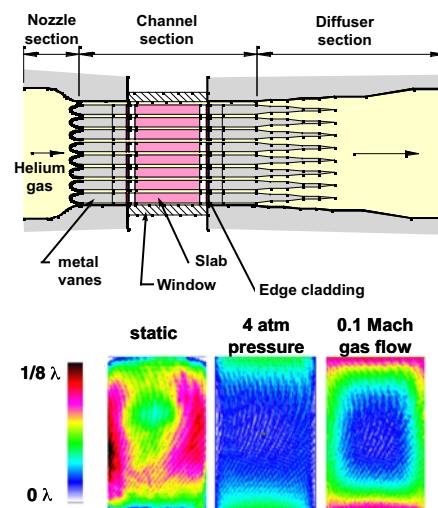 Nozzle
section
Channel
section
Diffuser
section
Helium
gas
metal
vanes
Window
Slab
Edge cladding
static
4 atm
pressure
0.1 Mach
gas flow
1/8 λ
0 λ